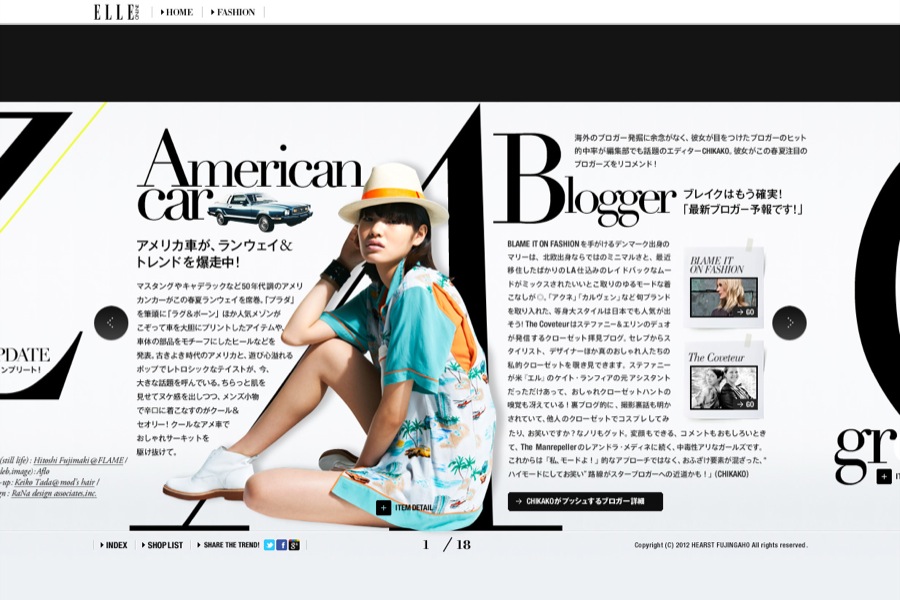 ELLE
HOME
FASHION
American
car
アメリカ車が、ランウェイ&
トレンドを爆走中!
マスタングやキャデラックなど50年代調のアメリ
カンカーがこの春夏ランウェイを席巻。「プラダ」
を筆頭に「ラグ&ボーン」ほか人気メゾンが
こぞって車を大胆にプリントしたアイテムや、
車体の部品をモチーフにしたヒールなどを
発表。古きよき時代のアメリカと、遊び心溢れる
ポップでレトロシックなテイストが、今、
大きな話題を呼んでいる。ちらっと肌を
見せてヌケ感を出しつつ、メンズ小物
で辛口に着こなすのがクール&
セオリー! クールなアメ車で
おしゃれサーキットを
駆け抜けて。
ITEM DETAIL
Blogger
海外のブロガー発掘に余念がなく、彼女が目をつけたブロガーのヒット
的中率が編集部でも話題のエディターCHIKAKO。彼女がこの春夏注目の
ブロガーズをリコメンド!
ブレイクはもう確実!
「最新ブロガー予報です!」
BLAME IT ON FASHIONを手がけるデンマーク出身の
マリーは、北欧出身ならではのミニマルさと、最近
移住したばかりのLA仕込みのレイドバックなムー
ドがミックスされたいいとこ取りのゆるモードな着
こなしが◎。「アクネ」「カルヴェン」など旬ブランド
を取り入れた、等身大スタイルは日本でも人気が出
そう! The Coveteurはステファニー&エリンのデュオ
が発信するクローゼット拝見ブログ。セレブからス
タイリスト、デザイナーほか真のおしゃれ人たちの
私的クローゼットを覗き見できます。ステファニー
が米「エル」のケイト・ランフィアの元アシスタント
だっただけあって、おしゃれクローゼットハントの
嗅覚も冴えている! 裏ブログ的に、撮影裏話も明か
されていて、他人のクローゼットでコスプレしてみ
たり、お笑いですか?なノリもグッド。変顔もできる、コメントもおもしろいとき
て、The Manrepellerのレアンドラ・メディネに続く、中毒性アリなガールズです。
これからは「私、モードよ!」的なアプローチではなく、おふざけ要素が混ざった、"
ハイモードにしてお笑い"路線がスターブロガーへの近道かも!」(CHIKAKO)
CHIKAKOがプッシュするブロガー詳細
BLAME IT
ON FASHION
GO
The Coveteur
GO
PDATE
ンプリート!
(still life) : Hitoshi Fujimaki@FLAME /
leb.image) :Aflo
-up : Keiko Tada@mod's hair /
gn : RaNa design associates.inc.
gr
INDEX
SHOP LIST
SHARE THE TREND!
1 / 18
Copyright (C) 2012 HEARST FUJINGAHO All rights reserved.